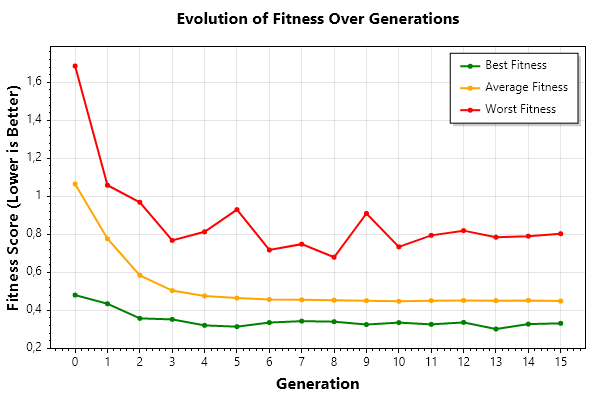 Evolution of Fitness Over Generations
Best Fitness
Average Fitness
Worst Fitness
Fitness Score (Lower is Better)
1,6
1,4
1,2
1
0,8
0,6
0,4
0,2
0 1 2 3 4 5 6 7 8 9 10 11 12 13 14 15
Generation